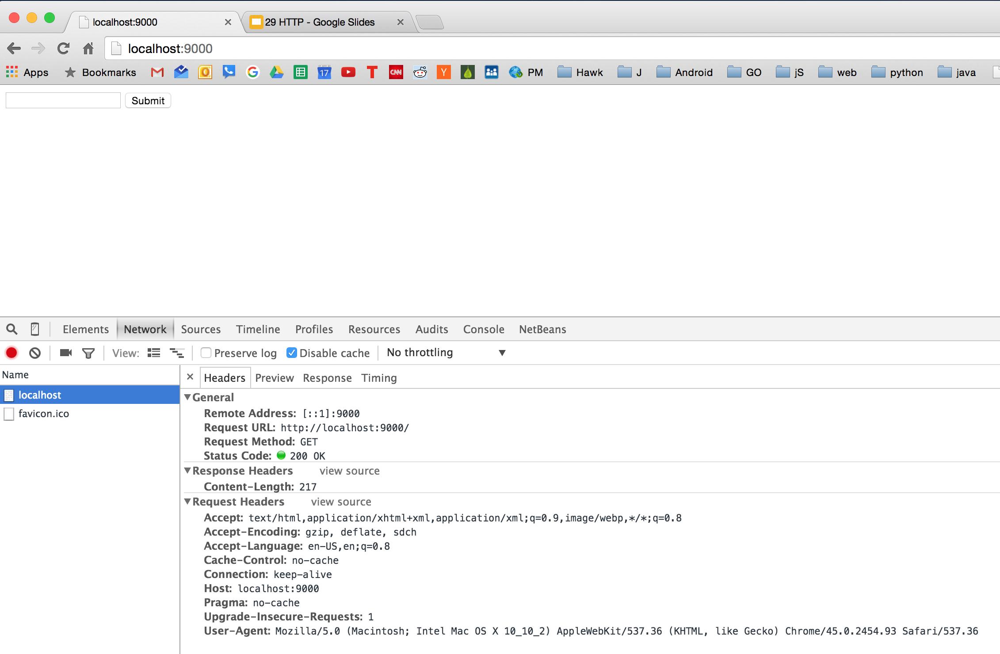 localhost:9000 29 HTTP - Google Slides
localhost:9000
Apps Bookmarks 17 T CNN Y PM Hawk J Android GO jS web python java
Submit
Elements Network Sources Timeline Profiles Resources Audits Console NetBeans
View: Preserve log Disable cache No throttling
Name
Headers Preview Response Timing
localhost
favicon.ico
General
Remote Address: [::1]:9000
Request URL: http://localhost:9000/
Request Method: GET
Status Code: 200 OK
Response Headers view source
Content-Length: 217
Request Headers view source
Accept: text/html,application/xhtml+xml,application/xml;q=0.9,image/webp,*/*;q=0.8
Accept-Encoding: gzip, deflate, sdch
Accept-Language: en-US,en;q=0.8
Cache-Control: no-cache
Connection: keep-alive
Host: localhost:9000
Pragma: no-cache
Upgrade-Insecure-Requests: 1
User-Agent: Mozilla/5.0 (Macintosh; Intel Mac OS X 10_10_2) AppleWebKit/537.36 (KHTML, like Gecko) Chrome/45.0.2454.93 Safari/537.36